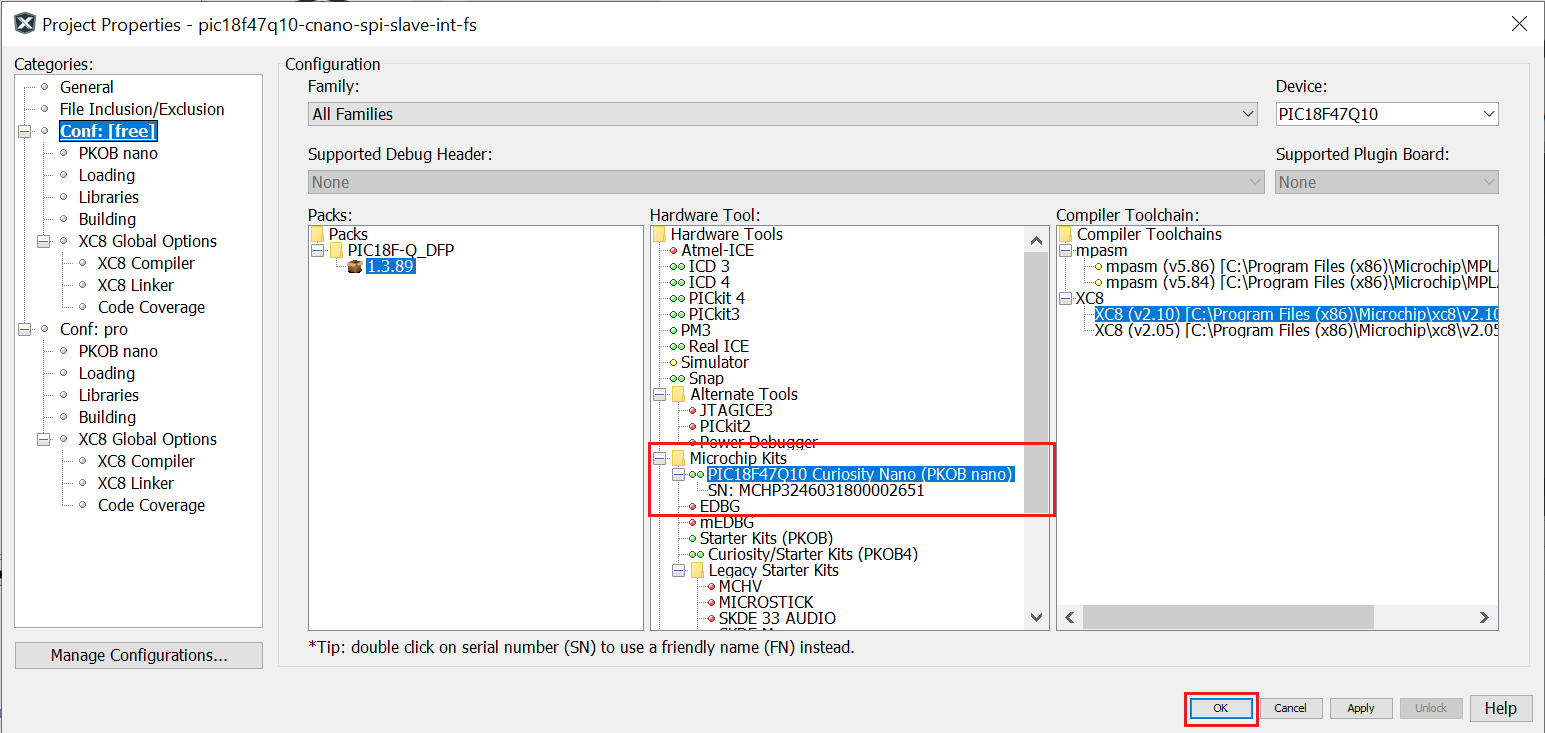 Project Properties - pic18f47q10-cnano-spi-slave-int-fs
Categories:
General
File Inclusion/Exclusion
Conf: [free]
PKOB nano
Loading
Libraries
Building
XC8 Global Options
XC8 Compiler
XC8 Linker
Code Coverage
Conf: pro
PKOB nano
Loading
Libraries
Building
XC8 Global Options
XC8 Compiler
XC8 Linker
Code Coverage
Manage Configurations...
Configuration
Family:
All Families
Device:
PIC18F47Q10
Supported Debug Header:
None
Supported Plugin Board:
None
Packs:
Packs
PIC18F-Q_DFP
1.3.89
Hardware Tool:
Hardware Tools
Atmel-ICE
ICD 3
ICD 4
PICkit 4
PICkit3
PM3
Real ICE
Simulator
Snap
Alternate Tools
JTAGICE3
PICkit2
Power Debugger
Microchip Kits
PIC18F47Q10 Curiosity Nano (PKOB nano)
SN: MCHP3246031800002651
EDBG
mEDBG
Starter Kits (PKOB)
Curiosity/Starter Kits (PKOB4)
Legacy Starter Kits
MCHV
MICROSTICK
SKDE 33 AUDIO
Compiler Toolchain:
Compiler Toolchains
mpasm
mpasm (v5.86) [C:\Program Files (x86)\Microchip\MPL
mpasm (v5.84) [C:\Program Files (x86)\Microchip\MPL
XC8
XC8 (v2.10) [C:\Program Files (x86)\Microchip\xc8\v2.10
XC8 (v2.05) [C:\Program Files (x86)\Microchip\xc8\v2.05
*Tip: double click on serial number (SN) to use a friendly name (FN) instead.
OK
Cancel
Apply
Unlock
Help